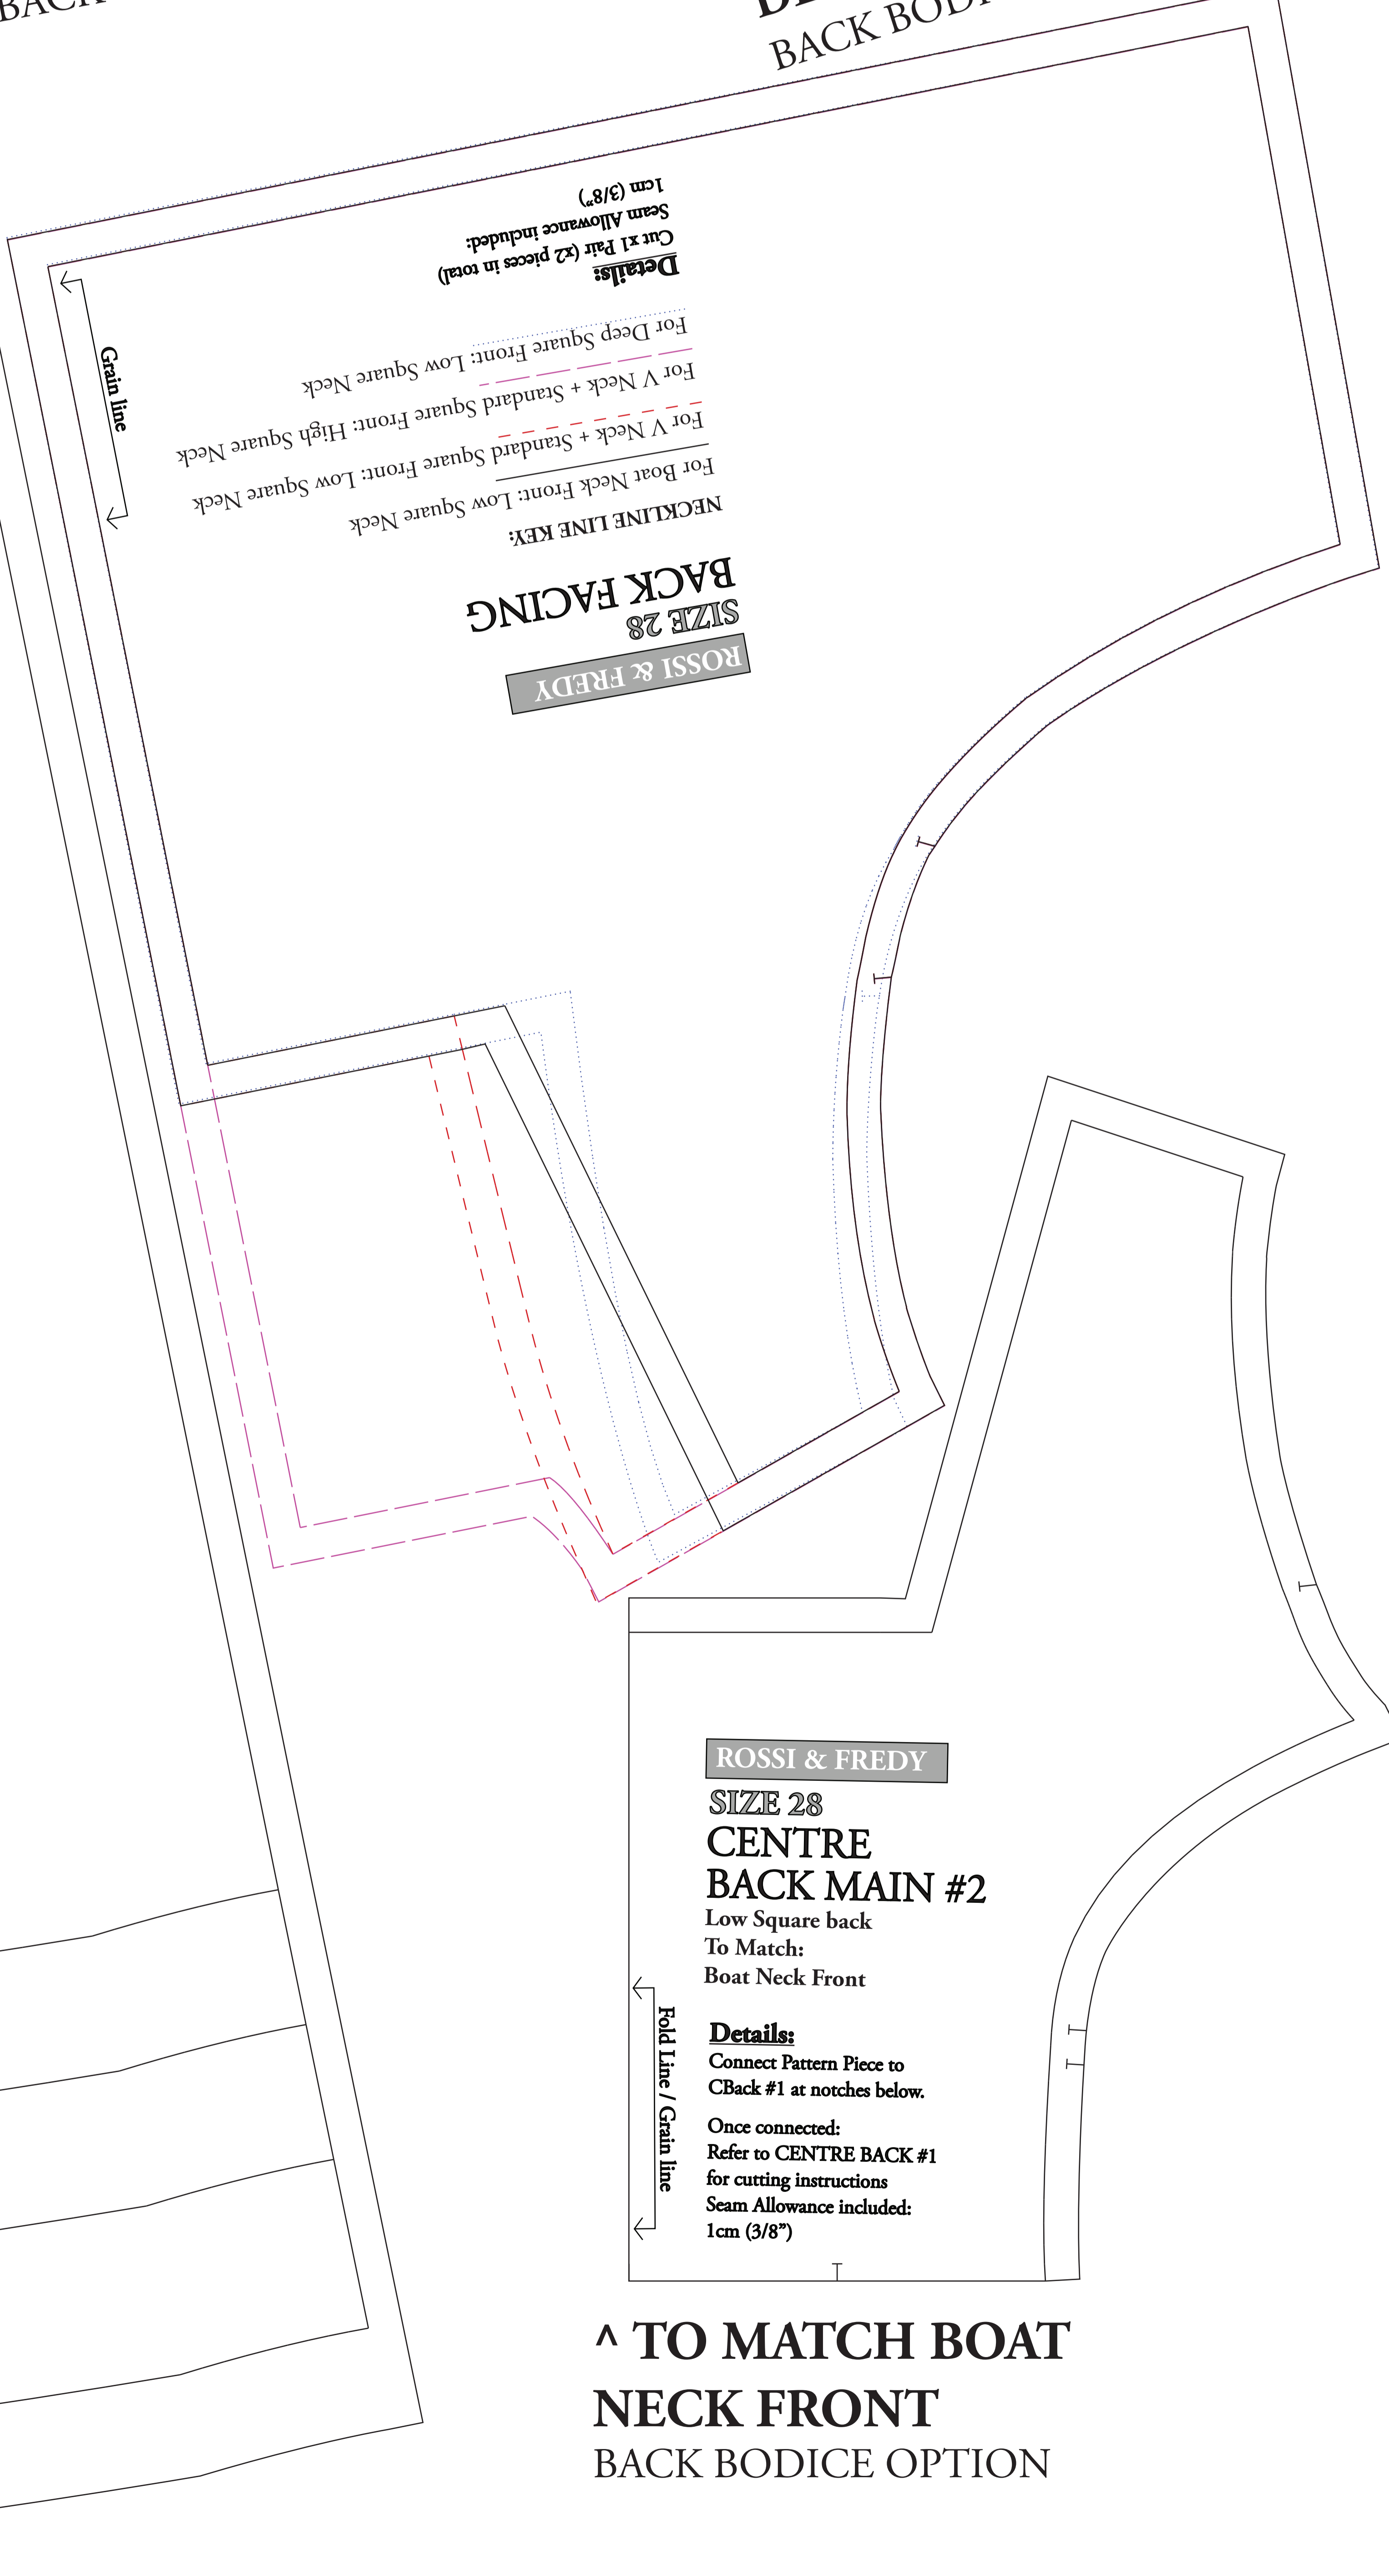 BACK
BACK BODI
ROSSI & FREDY
SIZE 28
BACK FACING
NECKLINE LINE KEY:
For Boat Neck Front: Low Square Neck
For V Neck + Standard Square Front: Low Square Neck
For V Neck + Standard Square Front: High Square Neck
For Deep Square Front: Low Square Neck
Details:
Cut x1 Pair (x2 pieces in total)
Seam Allowance included:
1cm (3/8")
Grain line
ROSSI & FREDY
SIZE 28
CENTRE
BACK MAIN #2
Low Square back
To Match:
Boat Neck Front
Details:
Connect Pattern Piece to
CBack #1 at notches below.
Once connected:
Refer to CENTRE BACK #1
for cutting instructions
Seam Allowance included:
1cm (3/8”)
Fold Line / Grain line
^ TO MATCH BOAT
NECK FRONT
BACK BODICE OPTION